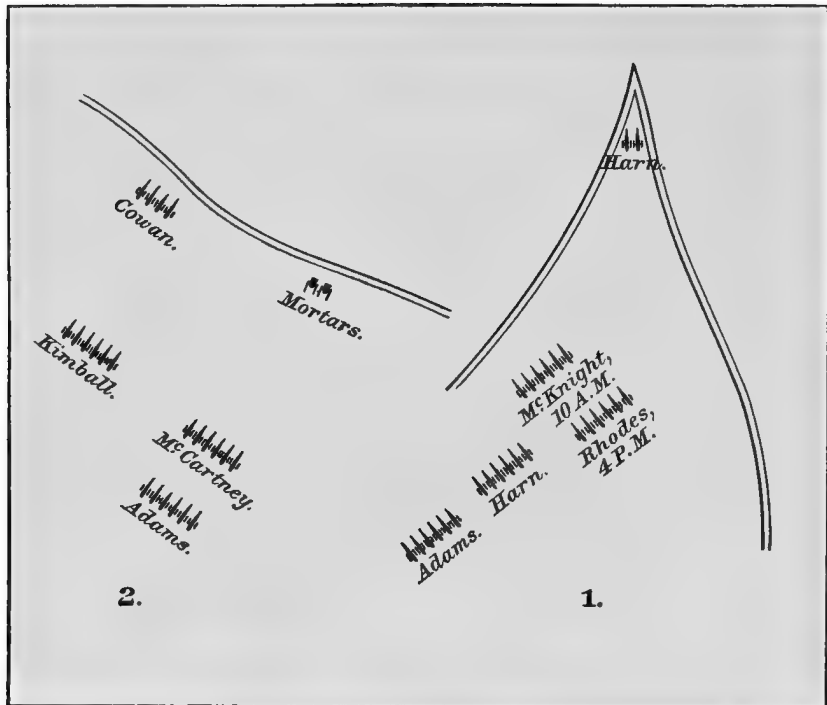 Cowan.
Mortars.
Kimball.
McCartney.
Adams.
2.
Harn.
McKnight,
10 A.M.
Rhodes,
4 P.M.
Harn.
Adams.
1.